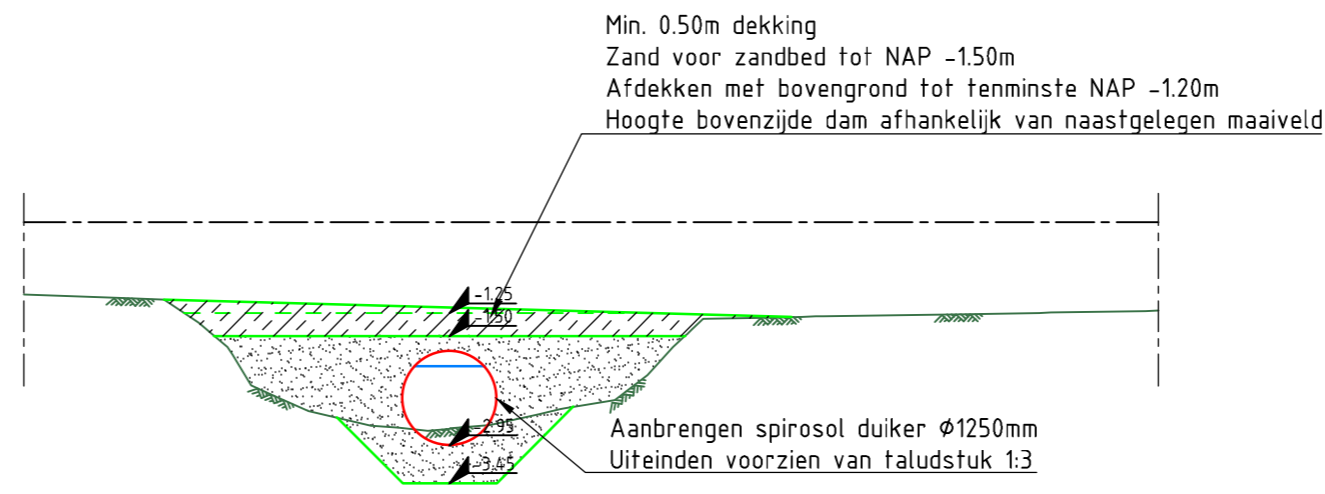 Min. 0.50m dekking
Zand voor zandbed tot NAP -1.50m
Afdekken met bovengrond tot tenminste NAP -1.20m
Hoogte bovenzijde dam afhankelijk van naastgelegen maaiveld
-1.25
-1.50
-2.95
-3.45
Aanbrengen spirosol duiker Ø1250mm
Uiteinden voorzien van taludstuk 1:3